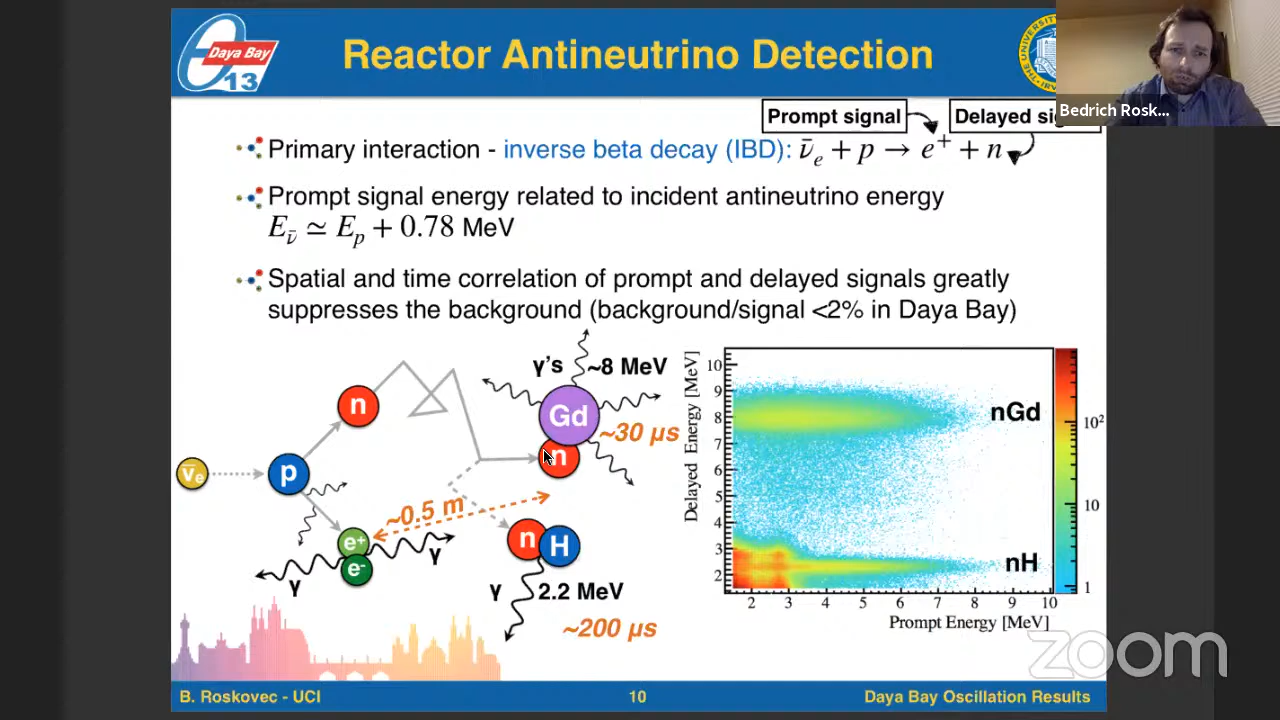 Daya Bay
13
Reactor Antineutrino Detection
Bedrich Rosk...
Prompt signal
Delayed sig
Primary interaction - inverse beta decay (IBD): ν̄ₑ + p → e⁺ + n
Prompt signal energy related to incident antineutrino energy
E_ν̄ ≃ E_p + 0.78 MeV
Spatial and time correlation of prompt and delayed signals greatly
suppresses the background (background/signal <2% in Daya Bay)
γ's ~8 MeV
n
Gd
~30 μs
n
ν̄ₑ
p
~0.5 m
e⁺
e⁻
γ
γ
n
H
γ
2.2 MeV
~200 μs
Delayed Energy [MeV]
10
9
8
7
6
5
4
3
2
nGd
nH
2 3 4 5 6 7 8 9 10
Prompt Energy [MeV]
10²
10
1
zoom
B. Roskovec - UCI
10
Daya Bay Oscillation Results